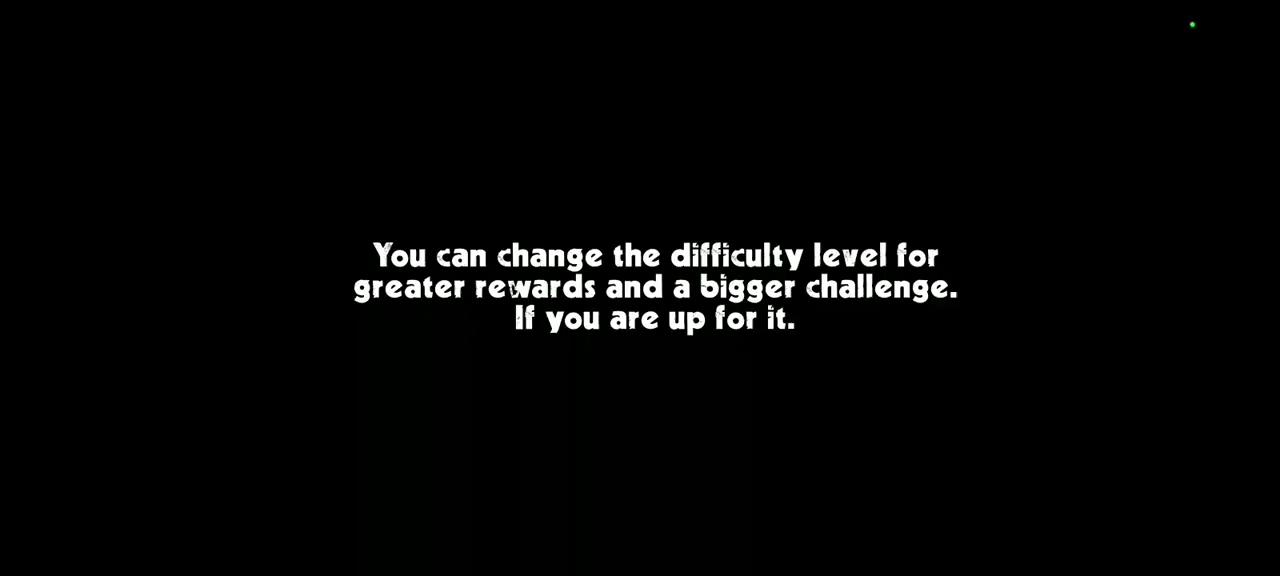 You can change the difficulty level for
greater rewards and a bigger challenge.
If you are up for it.